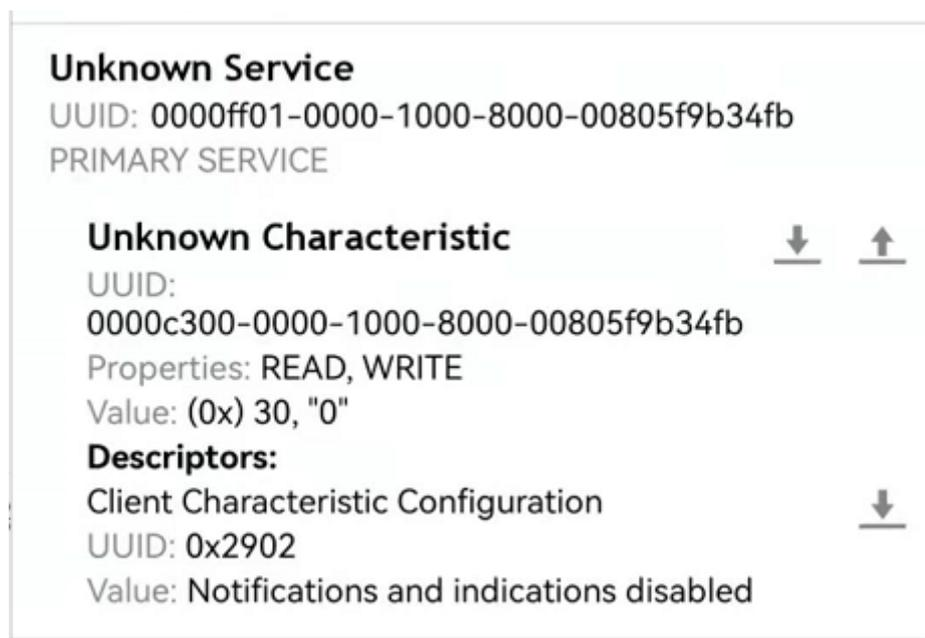 Unknown Service
UUID: 0000ff01-0000-1000-8000-00805f9b34fb
PRIMARY SERVICE
Unknown Characteristic
UUID:
0000c300-0000-1000-8000-00805f9b34fb
Properties: READ, WRITE
Value: (0x) 30, "0"
Descriptors:
Client Characteristic Configuration
UUID: 0x2902
Value: Notifications and indications disabled